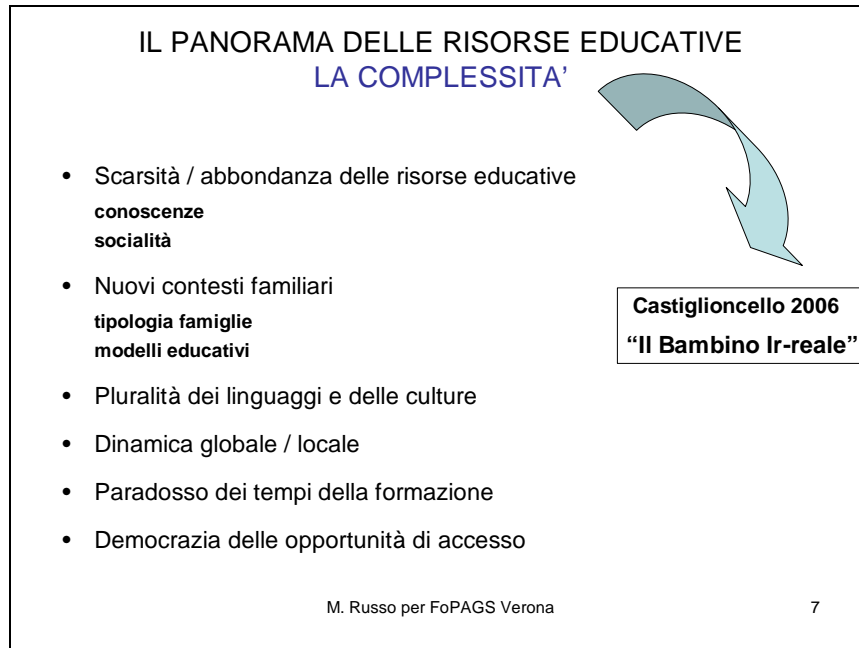 IL PANORAMA DELLE RISORSE EDUCATIVE
LA COMPLESSITA’
• Scarsità / abbondanza delle risorse educative
conoscenze
socialità
• Nuovi contesti familiari
tipologia famiglie
modelli educativi
Castiglioncello 2006
“Il Bambino Ir-reale”
• Pluralità dei linguaggi e delle culture
• Dinamica globale / locale
• Paradosso dei tempi della formazione
• Democrazia delle opportunità di accesso
M. Russo per FoPAGS Verona 7